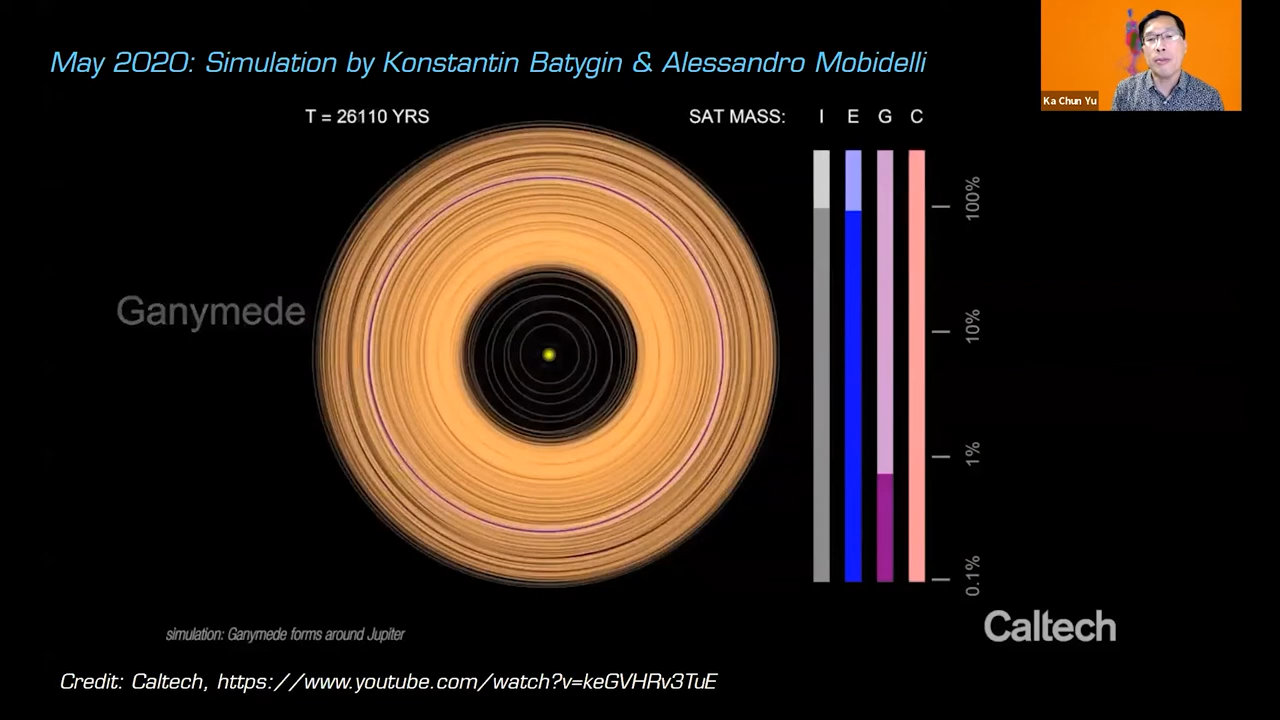 May 2020: Simulation by Konstantin Batygin & Alessandro Mobidelli
Ka Chun Yu
T = 26110 YRS
SAT MASS: I E G C
100%
Ganymede
10%
1%
0.1%
Caltech
simulation: Ganymede forms around Jupiter
Credit: Caltech, https://www.youtube.com/watch?v=keGVHRv3TuE